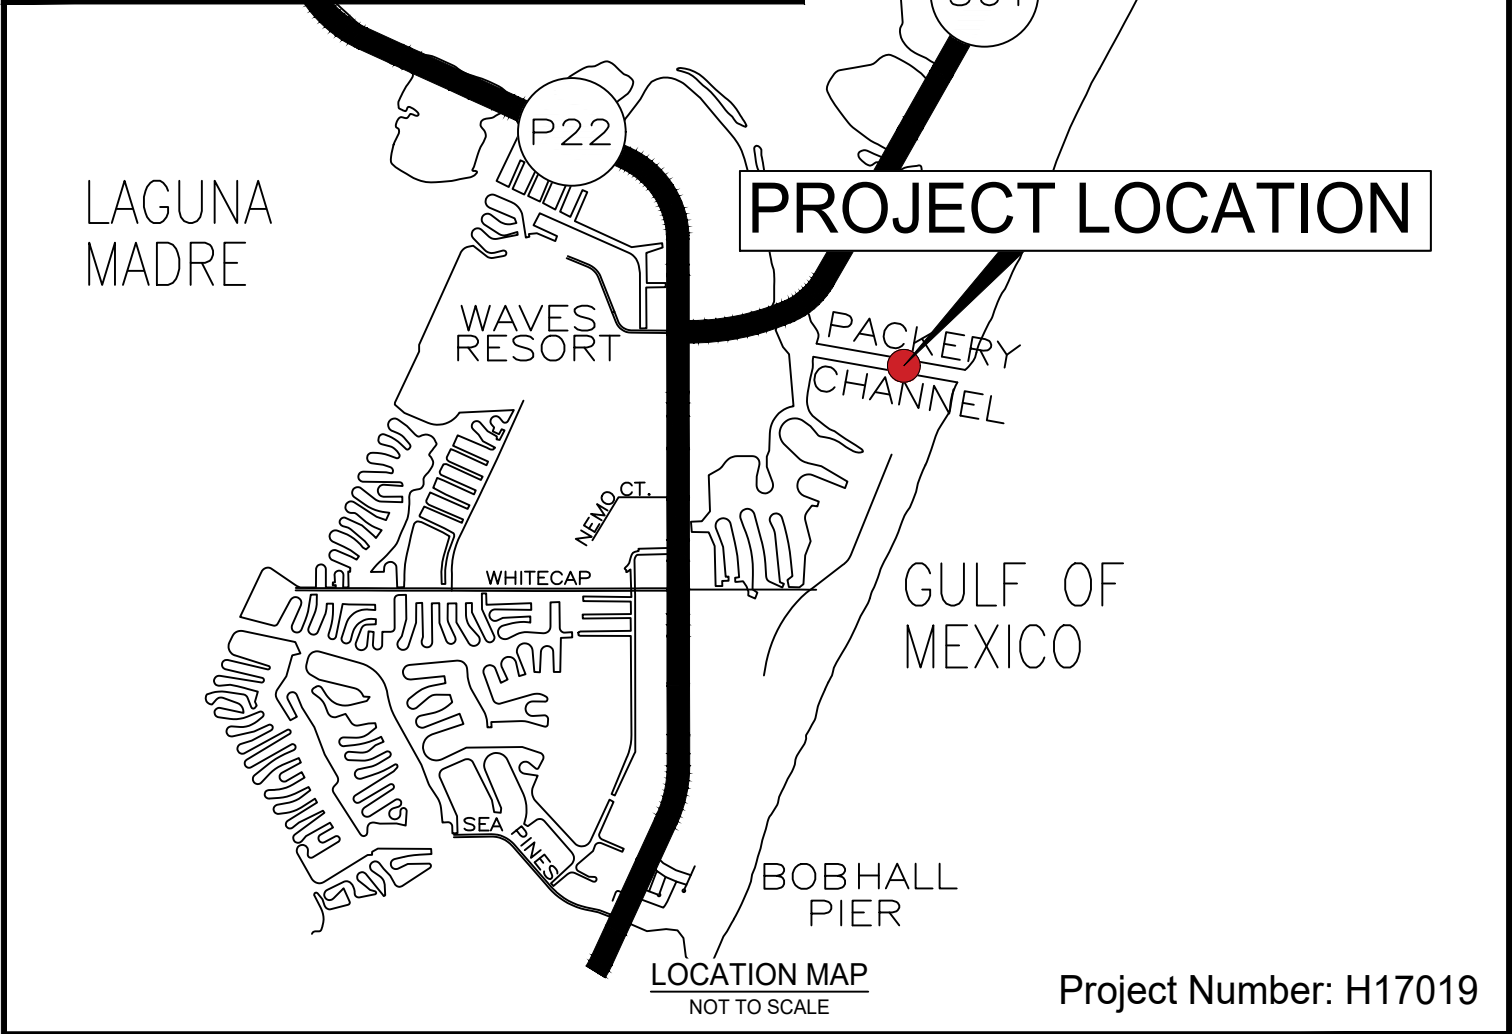 P22
LAGUNA
MADRE
PROJECT LOCATION
WAVES
RESORT
PACKERY
CHANNEL
NEMO CT.
WHITECAP
GULF OF
MEXICO
SEA PINES
BOB HALL
PIER
LOCATION MAP
NOT TO SCALE
Project Number: H17019